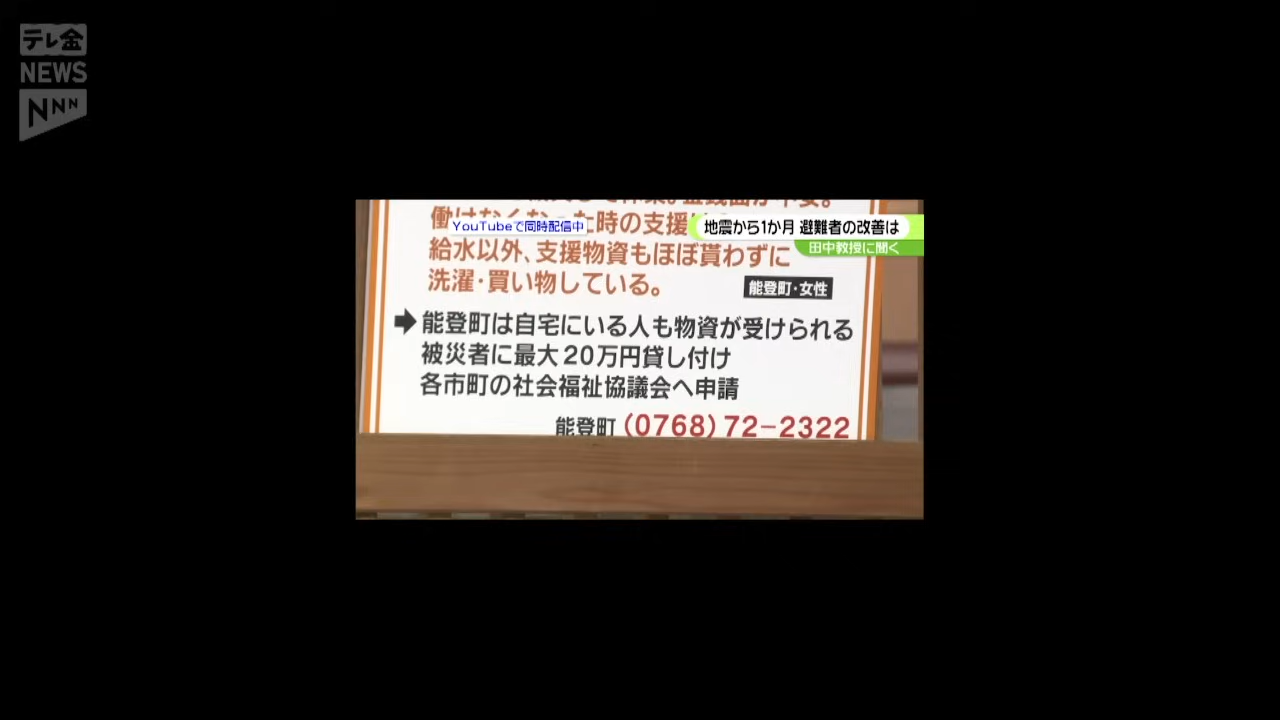 テレ金
NEWS
NNN
YouTubeで同時配信中
地震から1か月 避難者の改善は
田中教授に聞く
た時の支援
給水以外、支援物資もほぼ貰わずに
洗濯・買い物している。
能登町・女性
➡能登町は自宅にいる人も物資が受けられる
被災者に最大20万円貸し付け
各市町の社会福祉協議会へ申請
能登町(0768)72-2322